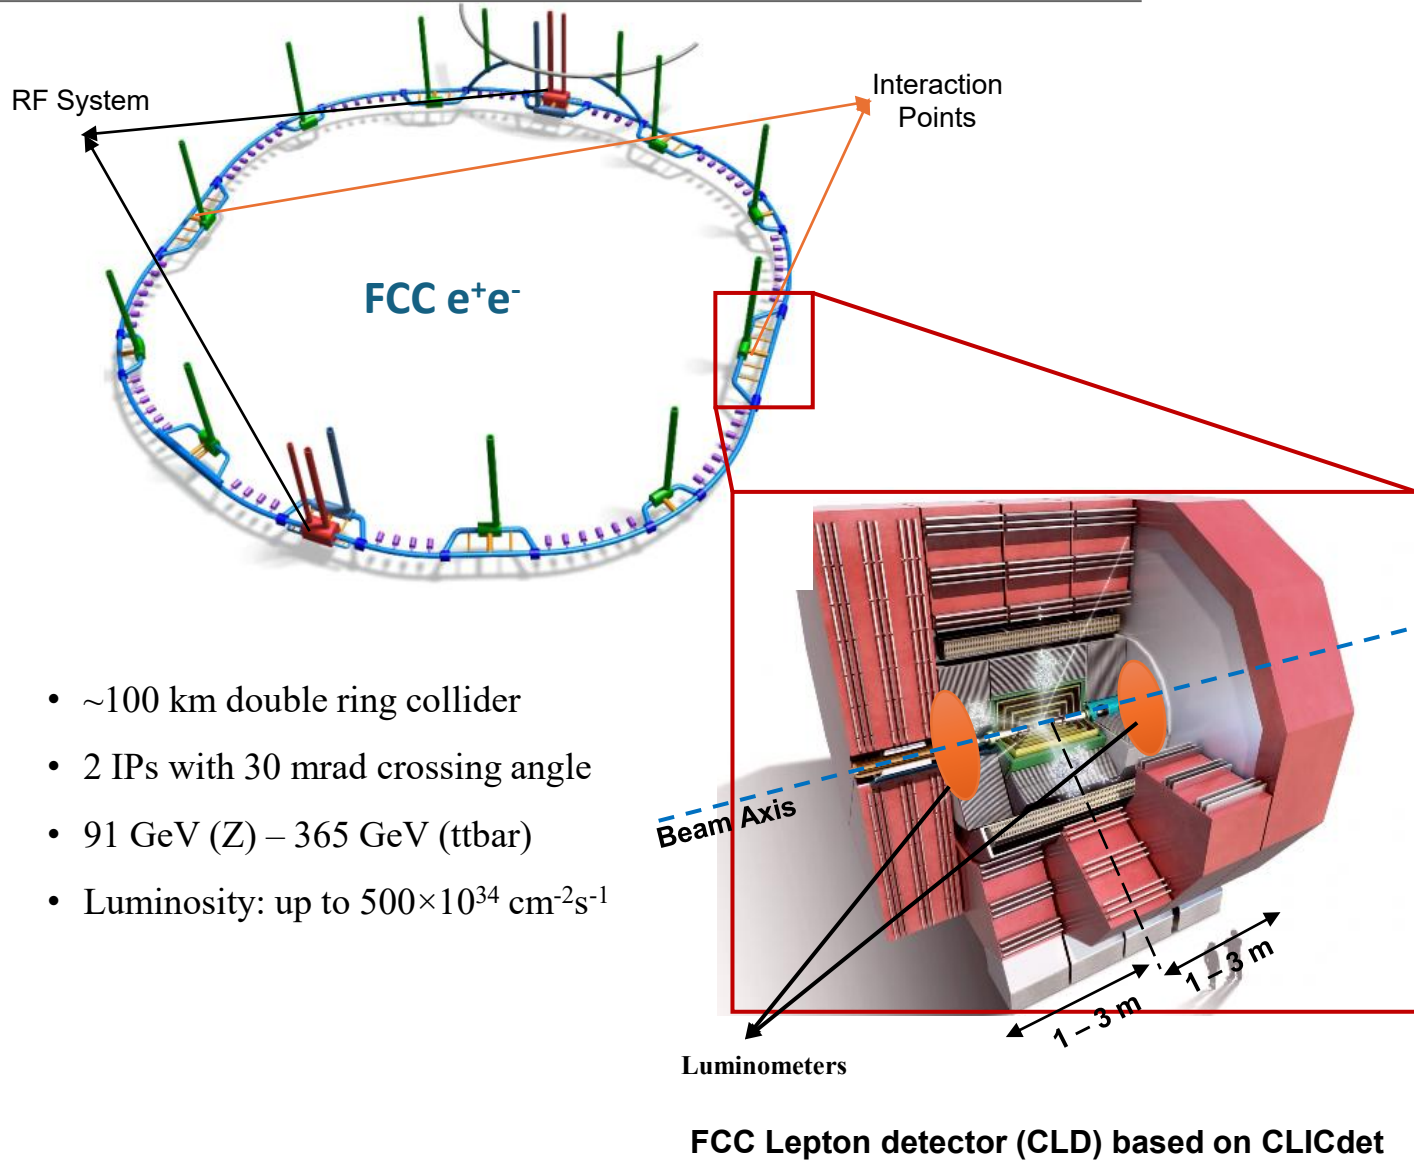 RF System
Interaction
Points
FCC e⁺e⁻
• ~100 km double ring collider
• 2 IPs with 30 mrad crossing angle
• 91 GeV (Z) – 365 GeV (ttbar)
• Luminosity: up to 500×10³⁴ cm⁻²s⁻¹
Beam Axis
1 – 3 m
1 – 3 m
Luminometers
FCC Lepton detector (CLD) based on CLICdet